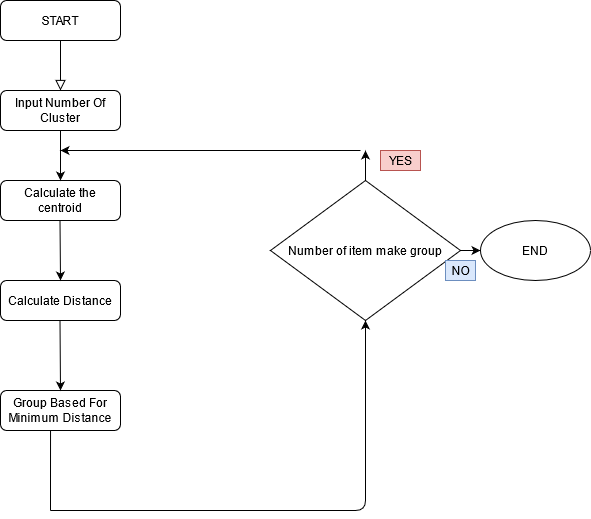 START
Input Number Of
Cluster
YES
Calculate the
centroid
Number of item make group
END
NO
Calculate Distance
Group Based For
Minimum Distance